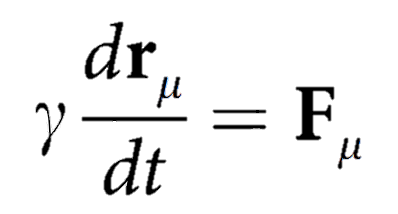 γ d𝐫_μ/dt = 𝐅_μ